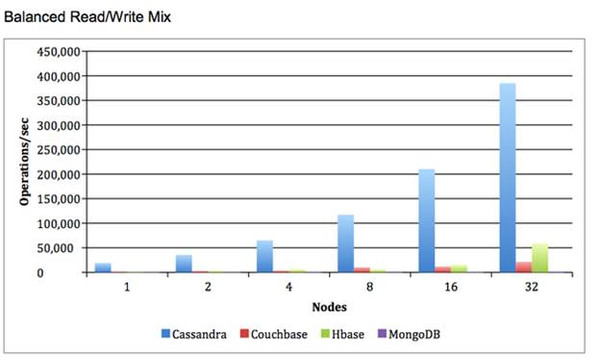 Balanced Read/Write Mix
450,000
400,000
350,000
300,000
250,000
200,000
150,000
100,000
50,000
0
Operations/sec
1 2 4 8 16 32
Nodes
Cassandra Couchbase Hbase MongoDB